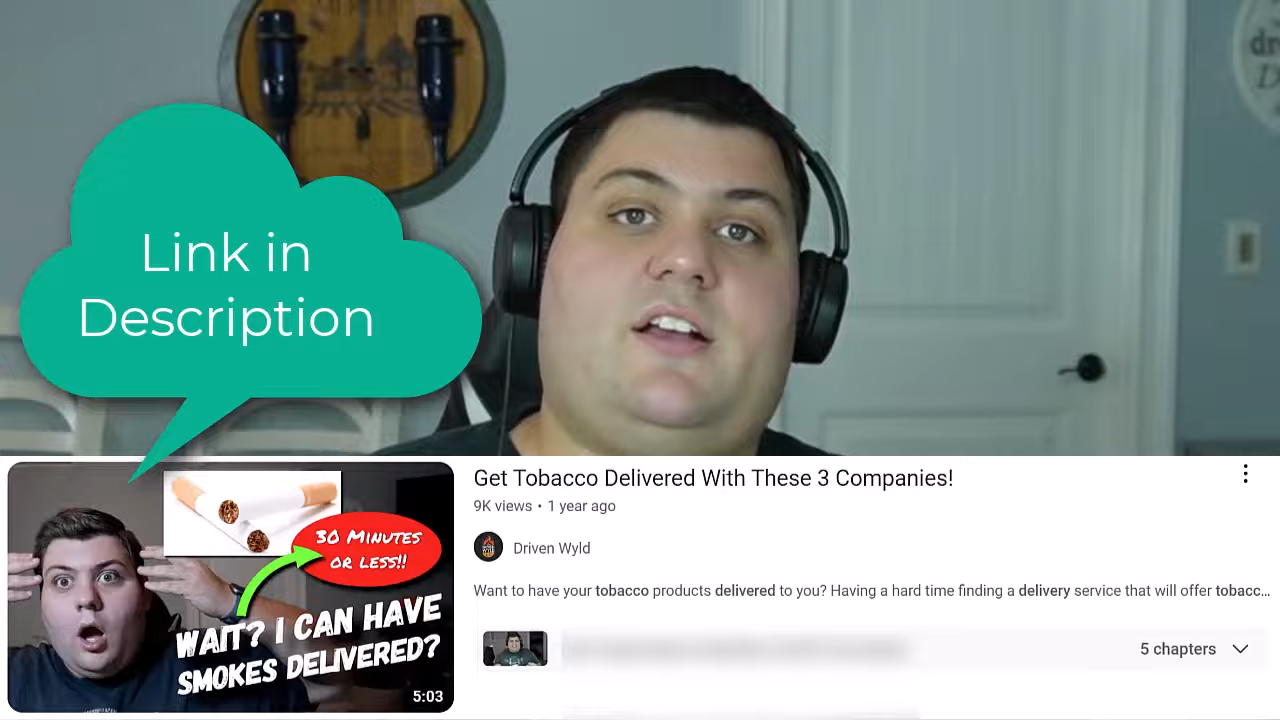 dr
D
Link in
Description
Get Tobacco Delivered With These 3 Companies!
9K views • 1 year ago
Driven Wyld
Want to have your tobacco products delivered to you? Having a hard time finding a delivery service that will offer tobacc...
30 MINUTES
OR LESS!!
WAIT? I CAN HAVE
SMOKES DELIVERED?
5:03
5 chapters